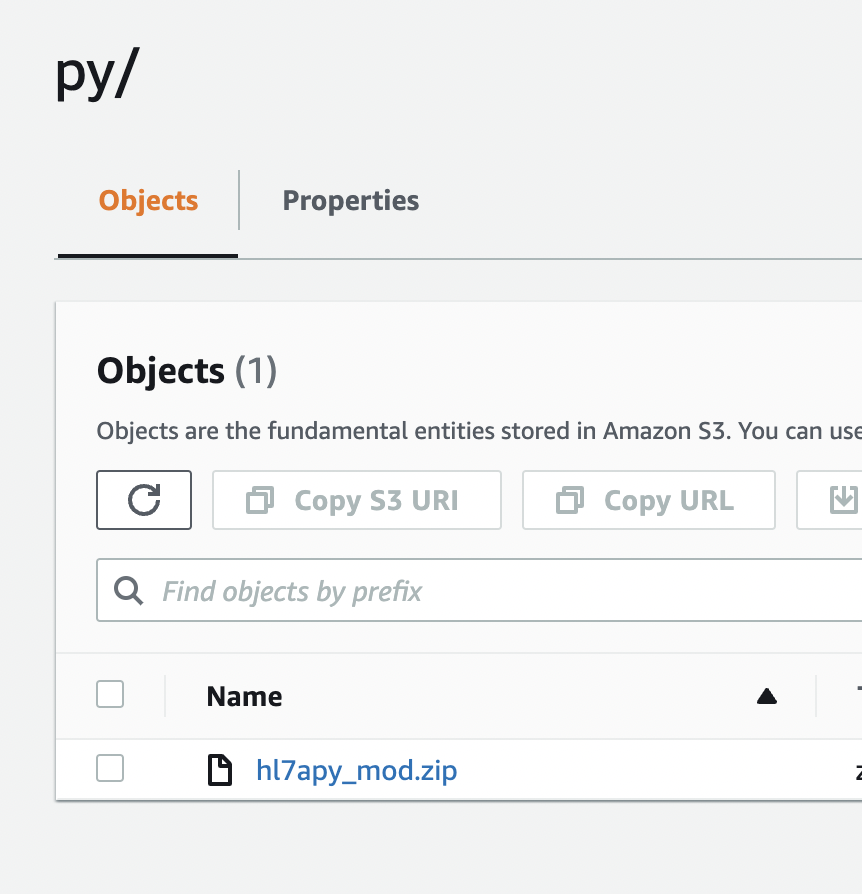 py/
Objects
Properties
Objects (1)
Objects are the fundamental entities stored in Amazon S3. You can use
Copy S3 URI
Copy URL
Find objects by prefix
Name
hl7apy_mod.zip